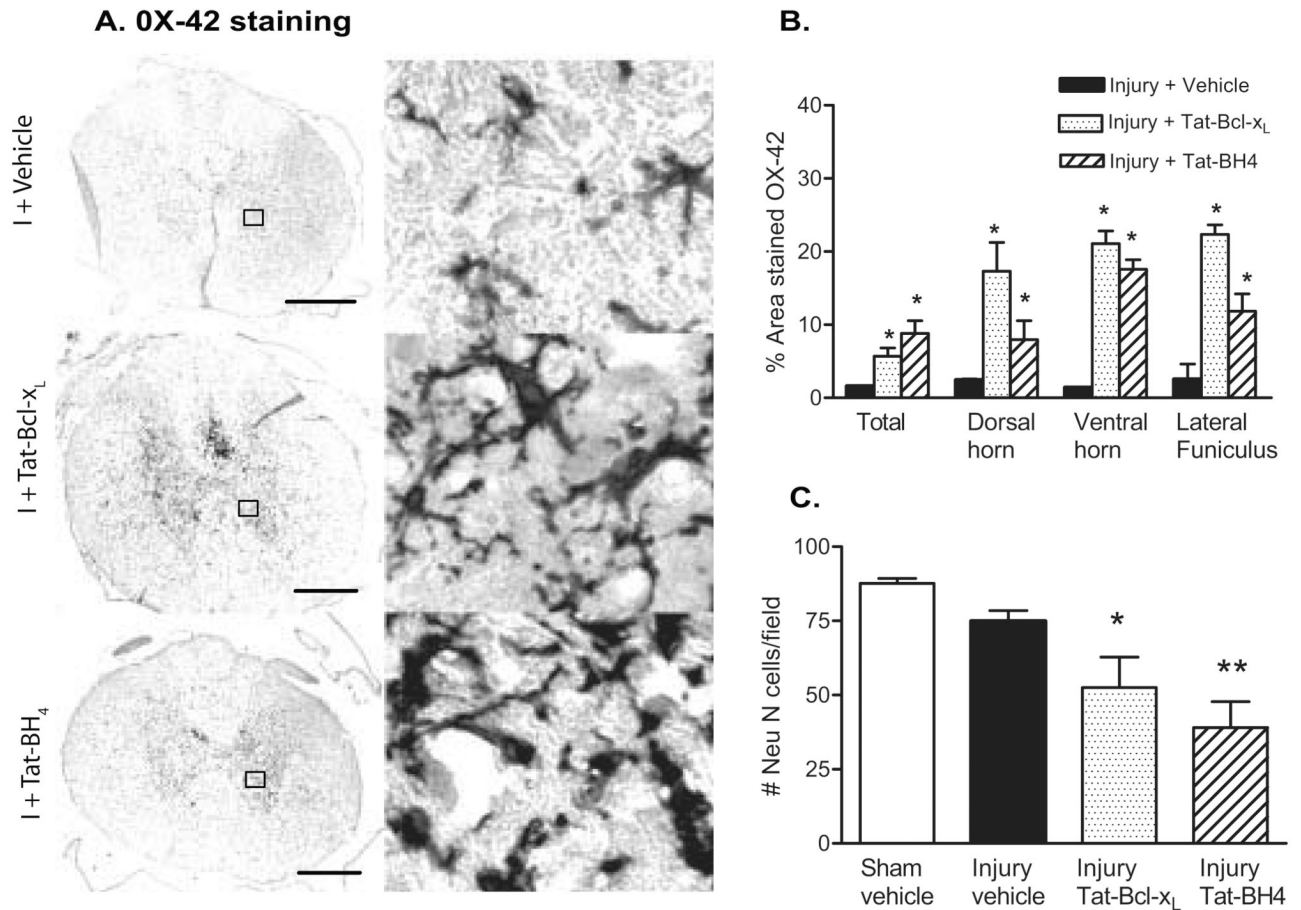 A. 0X-42 staining
I + Vehicle
I + Tat-Bcl-xL
I + Tat-BH4
B.
Injury + Vehicle
Injury + Tat-Bcl-xL
Injury + Tat-BH4
% Area stained OX-42
40
30
20
10
0
* *
* *
* *
* *
Total
Dorsal horn
Ventral horn
Lateral Funiculus
C.
# Neu N cells/field
100
75
50
25
0
*
**
Sham vehicle
Injury vehicle
Injury Tat-Bcl-xL
Injury Tat-BH4